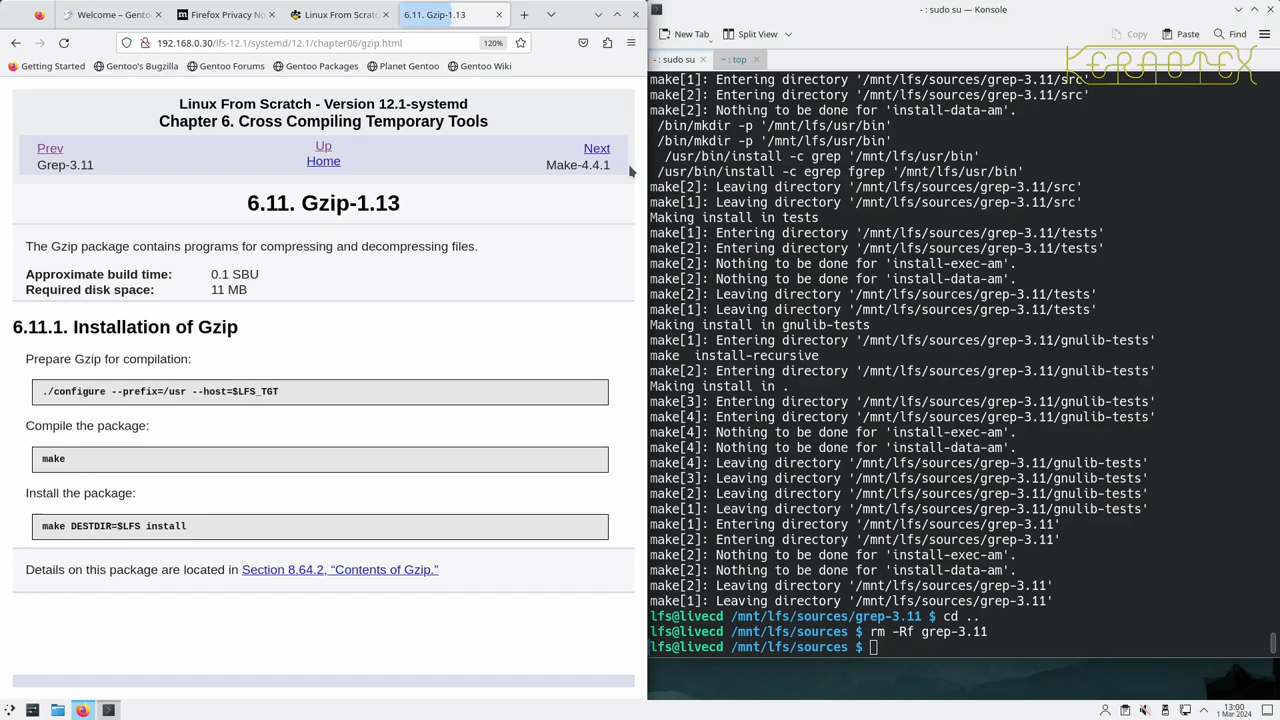 Welcome – Gento
Firefox Privacy No
Linux From Scratch
6.11. Gzip-1.13
192.168.0.30/lfs-12.1/systemd/12.1/chapter06/gzip.html
120%
Getting Started
Gentoo's Bugzilla
Gentoo Forums
Gentoo Packages
Planet Gentoo
Gentoo Wiki
Linux From Scratch - Version 12.1-systemd
Chapter 6. Cross Compiling Temporary Tools
Prev
Up
Next
Grep-3.11
Home
Make-4.4.1
6.11. Gzip-1.13
The Gzip package contains programs for compressing and decompressing files.
Approximate build time: 0.1 SBU
Required disk space: 11 MB
6.11.1. Installation of Gzip
Prepare Gzip for compilation:
./configure --prefix=/usr --host=$LFS_TGT
Compile the package:
make
Install the package:
make DESTDIR=$LFS install
Details on this package are located in Section 8.64.2, “Contents of Gzip.”
- : sudo su — Konsole
New Tab
Split View
Copy
Paste
Find
- : sudo su
- : top
KERNOTEX
make[1]: Entering directory '/mnt/lfs/sources/grep-3.11/src'
make[2]: Entering directory '/mnt/lfs/sources/grep-3.11/src'
make[2]: Nothing to be done for 'install-data-am'.
/bin/mkdir -p '/mnt/lfs/usr/bin'
/bin/mkdir -p '/mnt/lfs/usr/bin'
/usr/bin/install -c grep '/mnt/lfs/usr/bin'
/usr/bin/install -c egrep fgrep '/mnt/lfs/usr/bin'
make[2]: Leaving directory '/mnt/lfs/sources/grep-3.11/src'
make[1]: Leaving directory '/mnt/lfs/sources/grep-3.11/src'
Making install in tests
make[1]: Entering directory '/mnt/lfs/sources/grep-3.11/tests'
make[2]: Entering directory '/mnt/lfs/sources/grep-3.11/tests'
make[2]: Nothing to be done for 'install-exec-am'.
make[2]: Nothing to be done for 'install-data-am'.
make[2]: Leaving directory '/mnt/lfs/sources/grep-3.11/tests'
make[1]: Leaving directory '/mnt/lfs/sources/grep-3.11/tests'
Making install in gnulib-tests
make[1]: Entering directory '/mnt/lfs/sources/grep-3.11/gnulib-tests'
make  install-recursive
make[2]: Entering directory '/mnt/lfs/sources/grep-3.11/gnulib-tests'
Making install in .
make[3]: Entering directory '/mnt/lfs/sources/grep-3.11/gnulib-tests'
make[4]: Entering directory '/mnt/lfs/sources/grep-3.11/gnulib-tests'
make[4]: Nothing to be done for 'install-exec-am'.
make[4]: Nothing to be done for 'install-data-am'.
make[4]: Leaving directory '/mnt/lfs/sources/grep-3.11/gnulib-tests'
make[3]: Leaving directory '/mnt/lfs/sources/grep-3.11/gnulib-tests'
make[2]: Leaving directory '/mnt/lfs/sources/grep-3.11/gnulib-tests'
make[1]: Leaving directory '/mnt/lfs/sources/grep-3.11/gnulib-tests'
make[1]: Entering directory '/mnt/lfs/sources/grep-3.11'
make[2]: Entering directory '/mnt/lfs/sources/grep-3.11'
make[2]: Nothing to be done for 'install-exec-am'.
make[2]: Nothing to be done for 'install-data-am'.
make[2]: Leaving directory '/mnt/lfs/sources/grep-3.11'
make[1]: Leaving directory '/mnt/lfs/sources/grep-3.11'
lfs@livecd /mnt/lfs/sources/grep-3.11 $ cd ..
lfs@livecd /mnt/lfs/sources $ rm -Rf grep-3.11
lfs@livecd /mnt/lfs/sources $
13:00
1 Mar 2024